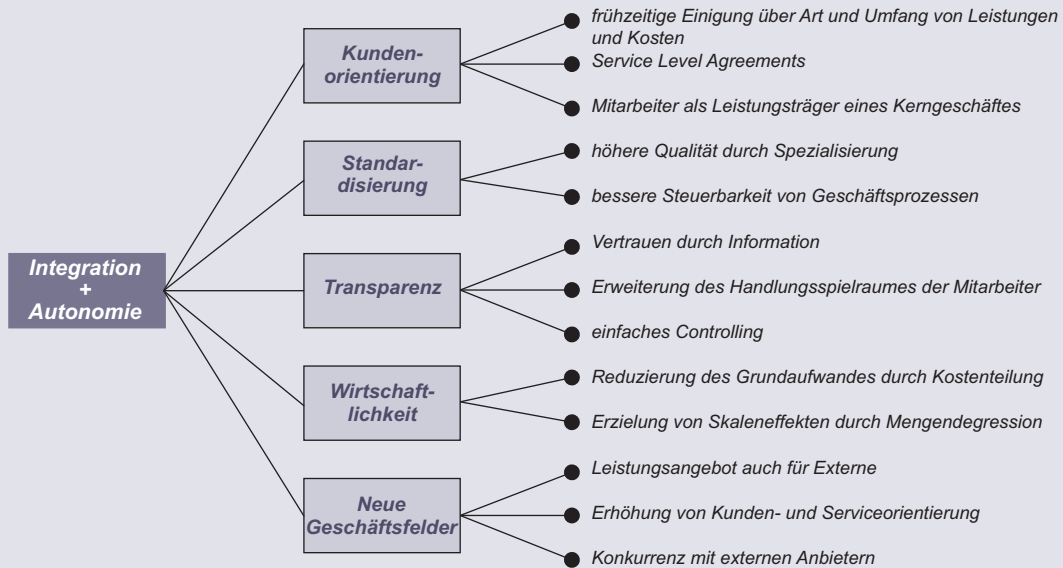 Integration
+
Autonomie
Kunden-
orientierung
frühzeitige Einigung über Art und Umfang von Leistungen
und Kosten
Service Level Agreements
Mitarbeiter als Leistungsträger eines Kerngeschäftes
Standar-
disierung
höhere Qualität durch Spezialisierung
bessere Steuerbarkeit von Geschäftsprozessen
Transparenz
Vertrauen durch Information
Erweiterung des Handlungsspielraumes der Mitarbeiter
einfaches Controlling
Wirtschaft-
lichkeit
Reduzierung des Grundaufwandes durch Kostenteilung
Erzielung von Skaleneffekten durch Mengendegression
Neue
Geschäftsfelder
Leistungsangebot auch für Externe
Erhöhung von Kunden- und Serviceorientierung
Konkurrenz mit externen Anbietern